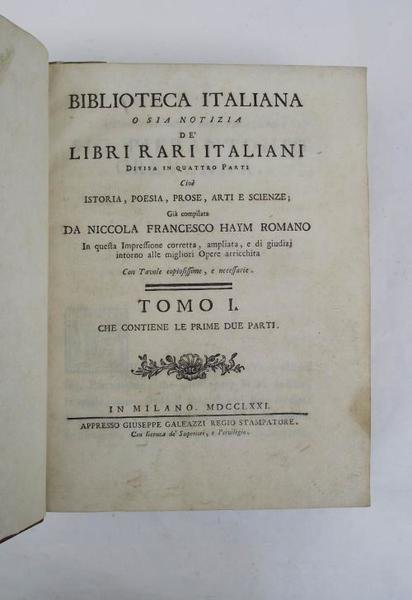 BIBLIOTECA ITALIANA
O SIA NOTIZIA
DE'
LIBRI RARI ITALIANI
DIVISA IN QUATTRO PARTI
Cioè
ISTORIA, POESIA, PROSE, ARTI E SCIENZE;
Già compilata
DA NICCOLA FRANCESCO HAYM ROMANO
In questa Impressione corretta, ampliata, e di giudizj
intorno alle migliori Opere arricchita
Con Tavole copiosissime, e necessarie.
TOMO I.
CHE CONTIENE LE PRIME DUE PARTI.
IN MILANO. MDCCLXXI.
APPRESSO GIUSEPPE GALEAZZI REGIO STAMPATORE.
Con licenza de' Superiori, e Privilegio.